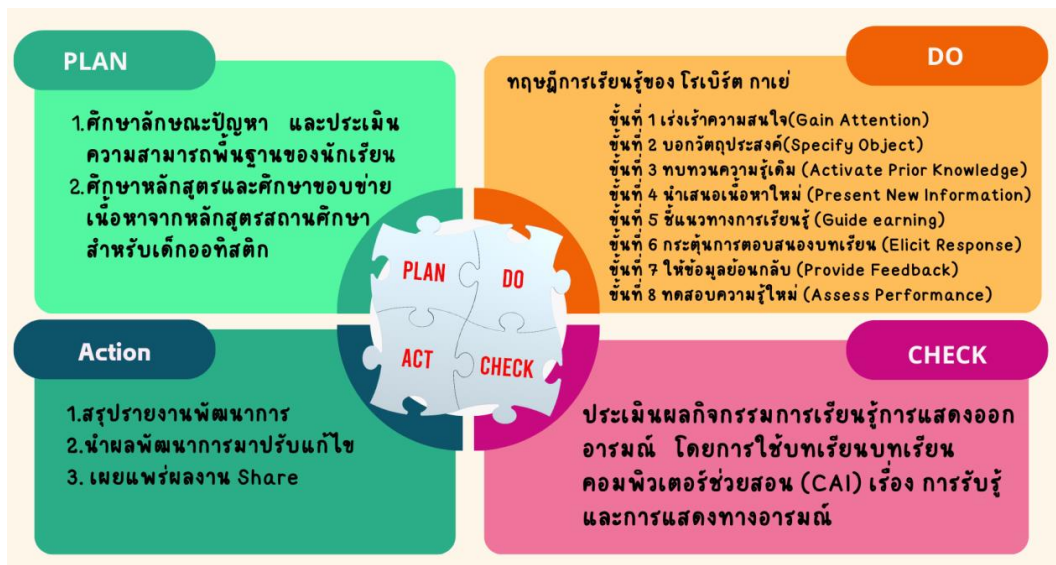 PLAN
1.ศึกษาลักษณะปัญหา และประเมิน
ความสามารถพื้นฐานของนักเรียน
2.ศึกษาหลักสูตรและศึกษาขอบข่าย
เนื้อหาจากหลักสูตรสถานศึกษา
สำหรับเด็กออทิสติก
DO
ทฤษฎีการเรียนรู้ของ โรเบิร์ต กาเย่
ขั้นที่ 1 เร่งเร้าความสนใจ(Gain Attention)
ขั้นที่ 2 บอกวัตถุประสงค์(Specify Object)
ขั้นที่ 3 ทบทวนความรู้เดิม (Activate Prior Knowledge)
ขั้นที่ 4 นำเสนอเนื้อหาใหม่ (Present New Information)
ขั้นที่ 5 ชี้แนวทางการเรียนรู้ (Guide earning)
ขั้นที่ 6 กระตุ้นการตอบสนองบทเรียน (Elicit Response)
ขั้นที่ 7 ให้ข้อมูลย้อนกลับ (Provide Feedback)
ขั้นที่ 8 ทดสอบความรู้ใหม่ (Assess Performance)
PLAN
DO
ACT
CHECK
Action
1.สรุปรายงานพัฒนาการ
2.นำผลพัฒนาการมาปรับแก้ไข
3. เผยแพร่ผลงาน Share
CHECK
ประเมินผลกิจกรรมการเรียนรู้การแสดงออก
อารมณ์ โดยการใช้บทเรียนบทเรียน
คอมพิวเตอร์ช่วยสอน (CAI) เรื่อง การรับรู้
และการแสดงทางอารมณ์